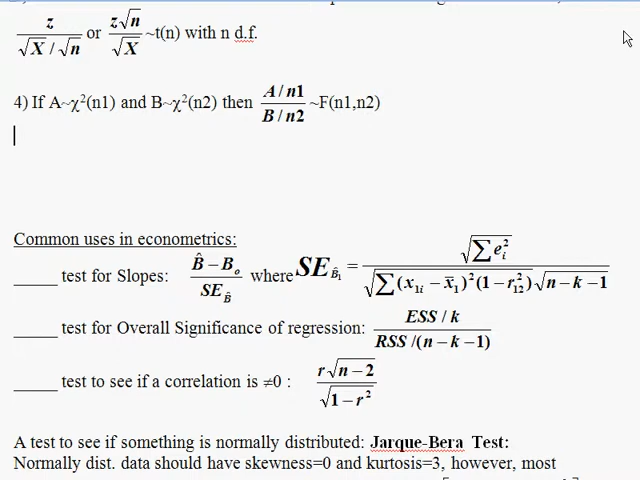 z / √X / √n or z√n / √X ~t(n) with n d.f.
4) If A~χ²(n1) and B~χ²(n2) then A/n1 / B/n2 ~F(n1,n2)
Common uses in econometrics:
_____ test for Slopes: B̂ − Bₒ / SE_B̂ where SE_B̂₁ = √∑eᵢ² / √∑(x₁ᵢ − x̄₁)²(1 − r₁₂²) √n−k−1
_____ test for Overall Significance of regression: ESS / k / RSS /(n − k −1)
_____ test to see if a correlation is ≠0 : r√n−2 / √1−r²
A test to see if something is normally distributed: Jarque-Bera Test:
Normally dist. data should have skewness=0 and kurtosis=3, however, most